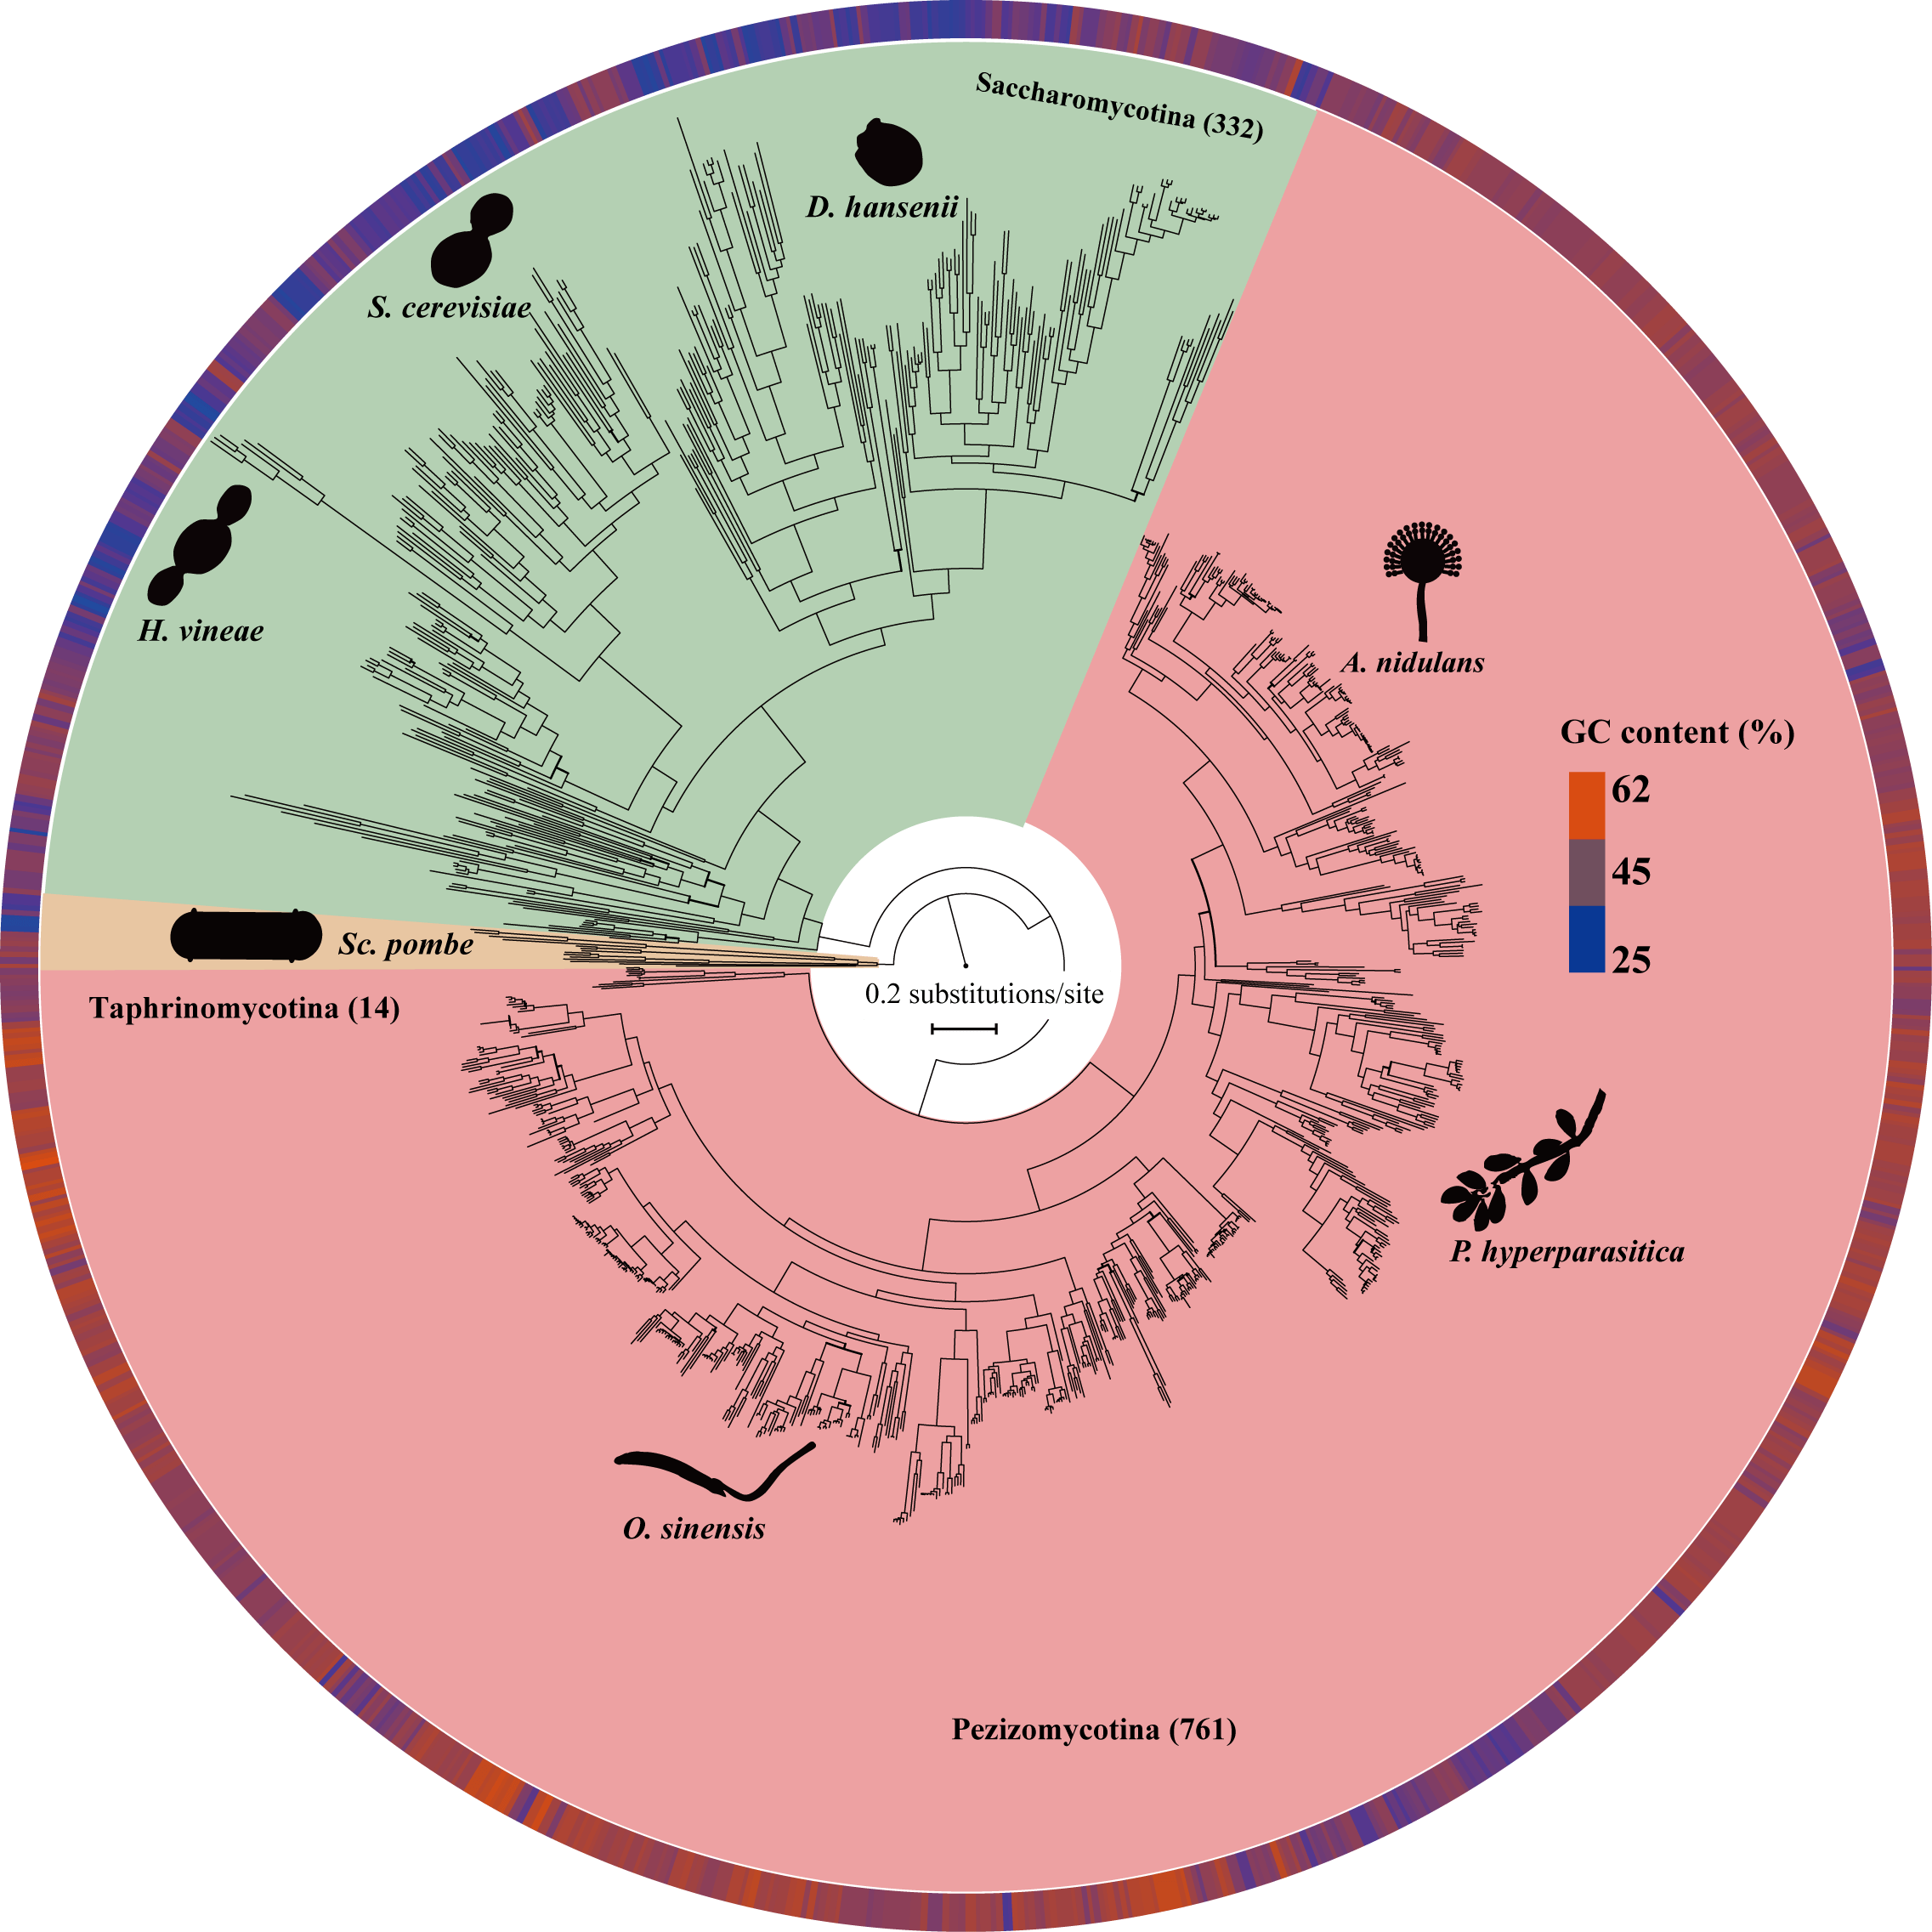 Saccharomycotina (332)
D. hansenii
S. cerevisiae
H. vineae
A. nidulans
GC content (%)
62
45
25
Sc. pombe
0.2 substitutions/site
Taphrinomycotina (14)
P. hyperparasitica
O. sinensis
Pezizomycotina (761)